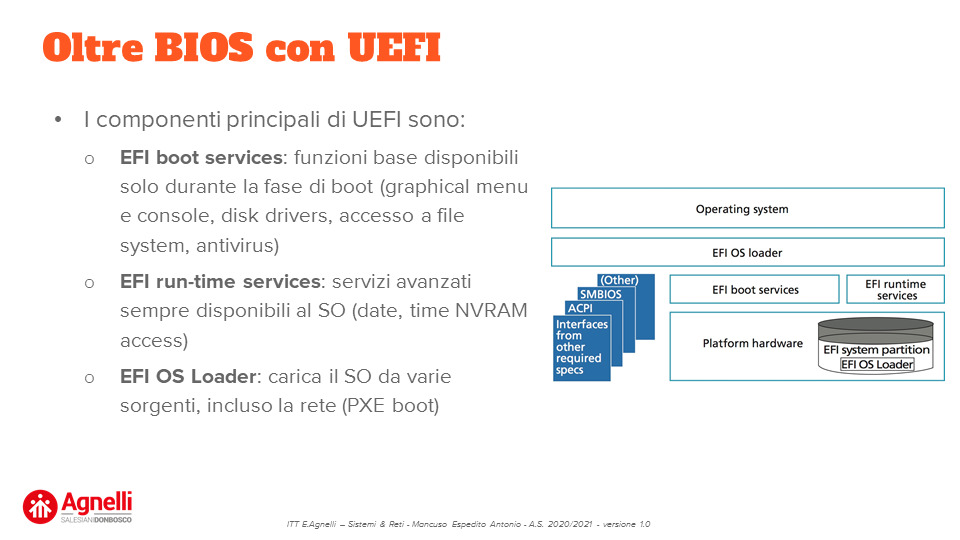 Oltre BIOS con UEFI
• I componenti principali di UEFI sono:
o EFI boot services: funzioni base disponibili
solo durante la fase di boot (graphical menu
e console, disk drivers, accesso a file
system, antivirus)
o EFI run-time services: servizi avanzati
sempre disponibili al SO (date, time NVRAM
access)
o EFI OS Loader: carica il SO da varie
sorgenti, incluso la rete (PXE boot)
Operating system
EFI OS loader
(Other)
SMBIOS
ACPI
Interfaces
from
other
required
specs
EFI boot services
EFI runtime
services
Platform hardware
EFI system partition
EFI OS Loader
Agnelli
SALESIANI DONBOSCO
ITT E.Agnelli – Sistemi & Reti - Mancuso Espedito Antonio - A.S. 2020/2021 - versione 1.0